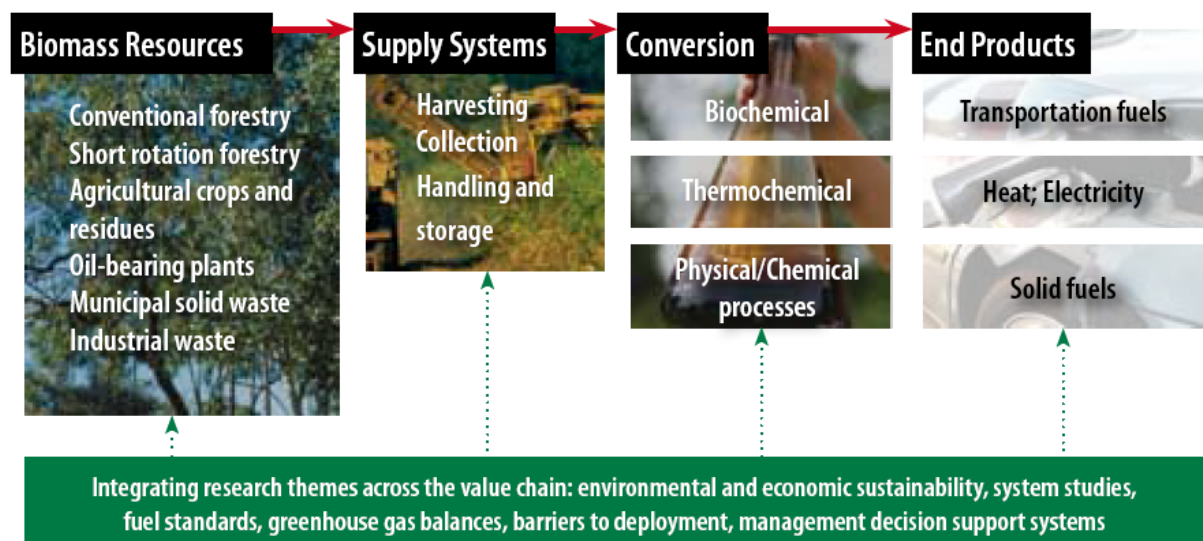 Biomass Resources
Conventional forestry
Short rotation forestry
Agricultural crops and
residues
Oil-bearing plants
Municipal solid waste
Industrial waste
Supply Systems
Harvesting
Collection
Handling and
storage
Conversion
Biochemical
Thermochemical
Physical/Chemical
processes
End Products
Transportation fuels
Heat; Electricity
Solid fuels
Integrating research themes across the value chain: environmental and economic sustainability, system studies,
fuel standards, greenhouse gas balances, barriers to deployment, management decision support systems